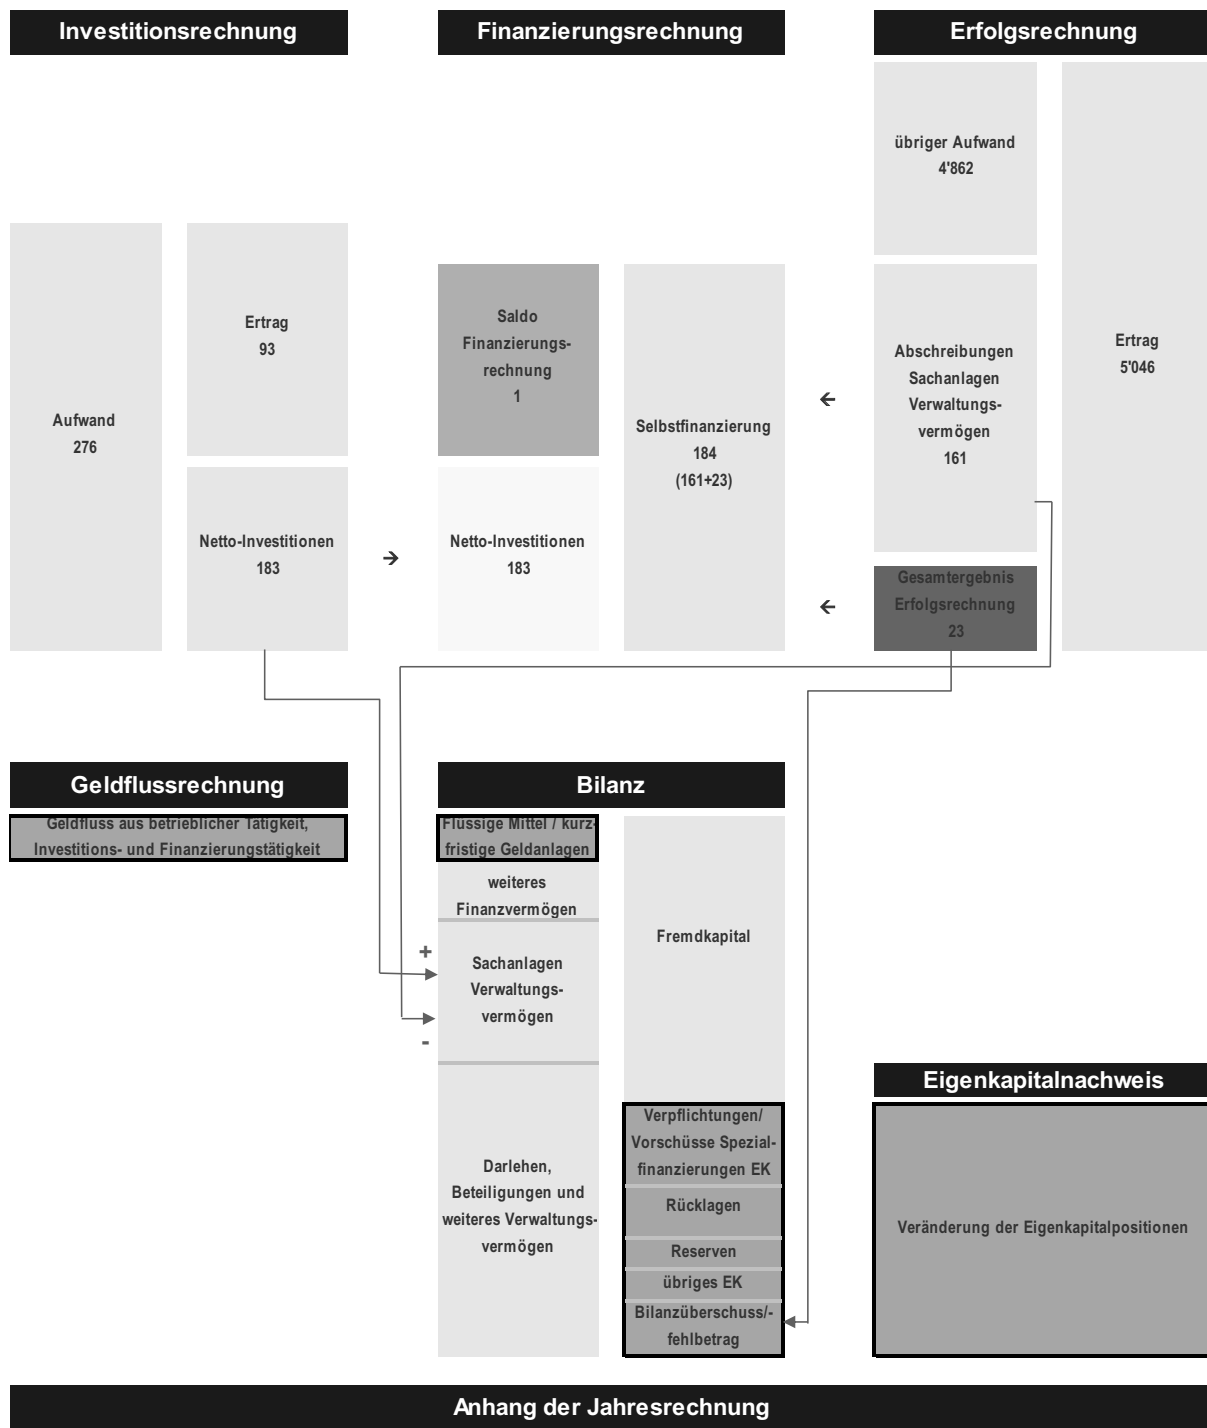 Investitionsrechnung
Finanzierungsrechnung
Erfolgsrechnung
übriger Aufwand
4'862
Aufwand
276
Ertrag
93
Netto-Investitionen
183
→
Saldo
Finanzierungs-
rechnung
1
Netto-Investitionen
183
Selbstfinanzierung
184
(161+23)
←
←
Abschreibungen
Sachanlagen
Verwaltungs-
vermögen
161
Gesamtergebnis
Erfolgsrechnung
23
Ertrag
5'046
Geldflussrechnung
Geldfluss aus betrieblicher Tätigkeit,
Investitions- und Finanzierungstätigkeit
Bilanz
Flüssige Mittel / kurz-
fristige Geldanlagen
weiteres
Finanzvermögen
+
Sachanlagen
Verwaltungs-
vermögen
-
Darlehen,
Beteiligungen und
weiteres Verwaltungs-
vermögen
Fremdkapital
Verpflichtungen/
Vorschüsse Spezial-
finanzierungen EK
Rücklagen
Reserven
übriges EK
Bilanzüberschuss/-
fehlbetrag
Eigenkapitalnachweis
Veränderung der Eigenkapitalpositionen
Anhang der Jahresrechnung